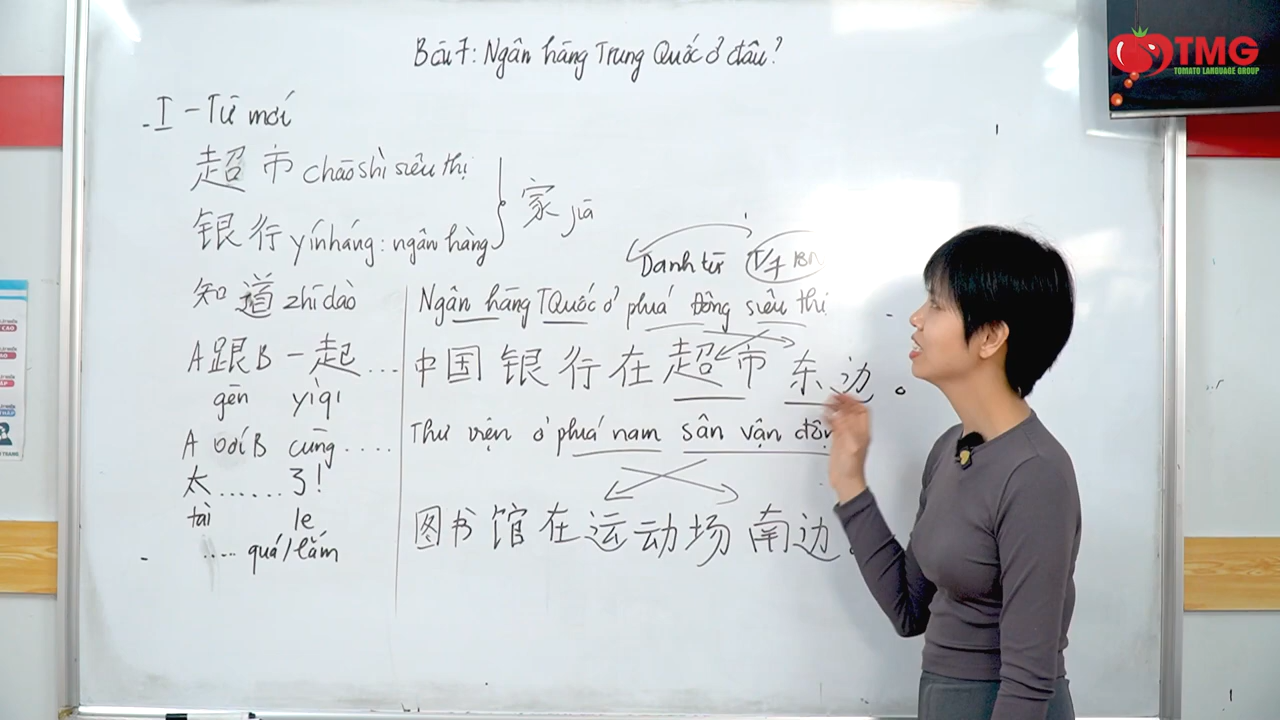 Bài 7: Ngân hàng Trung Quốc ở đâu?
TMG
TOMATO LANGUAGE GROUP
I - Từ mới
超市 chāoshì siêu thị
家 jiā
银行 yínháng: ngân hàng
Danh từ
知道 zhīdào
Ngân hàng TQuốc ở phía Đông siêu thị
A跟B 一起...
gēn yìqǐ
中国银行在超市东边。
A với B cùng....
Thư viện ở phía nam sân vận
太......了!
tài le
图书馆在运动场南边
.... quá/lắm